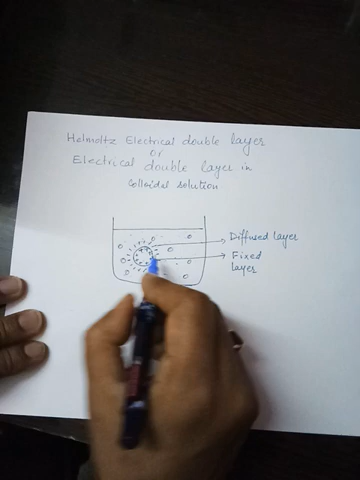 Helmoltz Electrical double layer
or
Electrical double layer in
Colloidal solution
Diffused layer
Fixed
layer